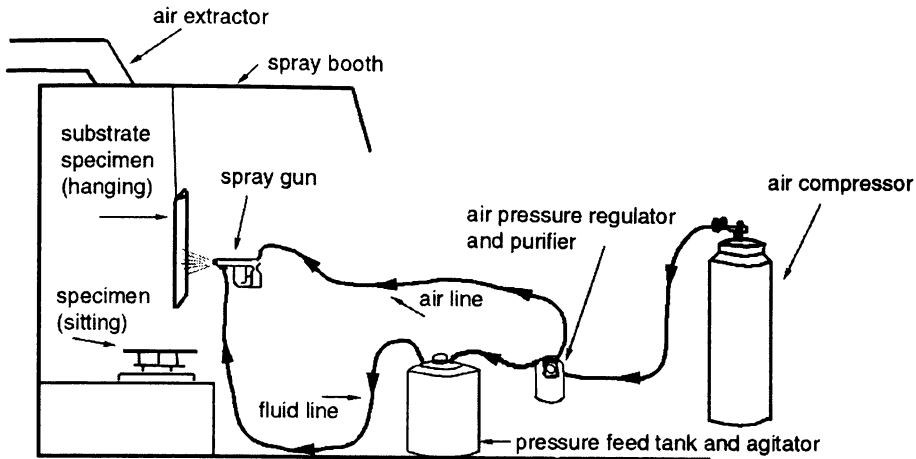 air extractor
spray booth
substrate
specimen
(hanging)
spray gun
air compressor
air pressure regulator
and purifier
specimen
(sitting)
air line
fluid line
pressure feed tank and agitator